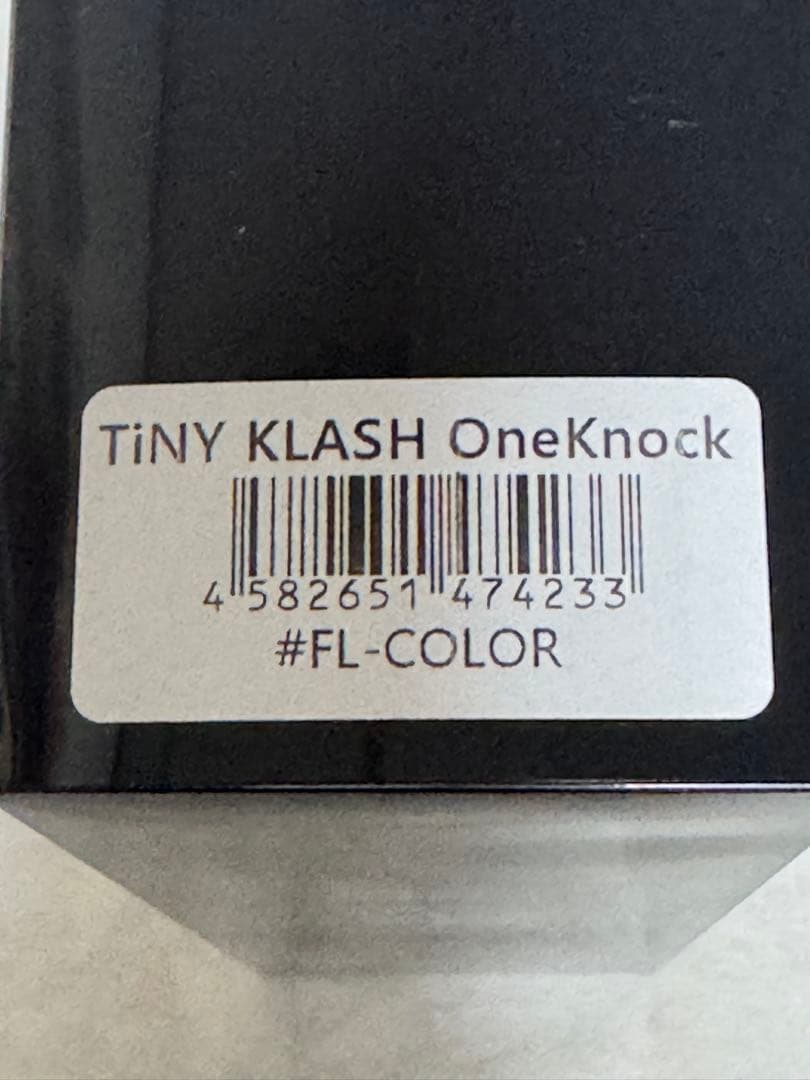 TiNY KLASH OneKnock
4 582651 474233
#FL-COLOR